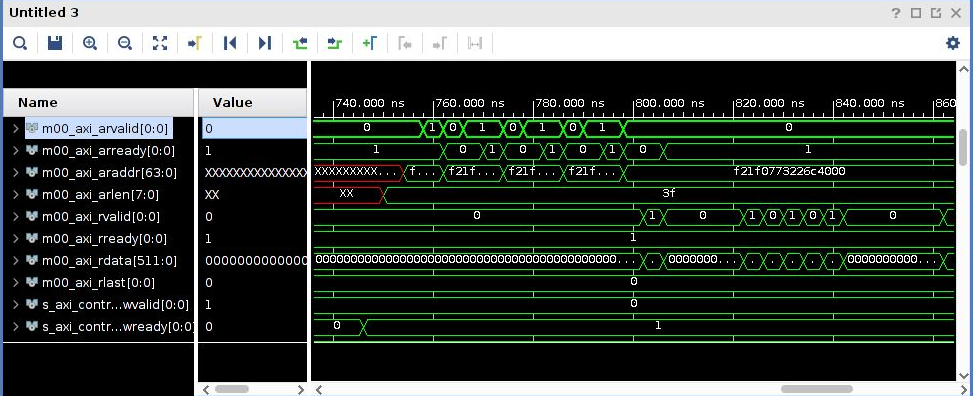 Untitled 3
Name Value
740.000 ns 760.000 ns 780.000 ns 800.000 ns 820.000 ns 840.000 ns 860
m00_axi_arvalid[0:0] 0 0 1 0 1 0 1 0 1 0
m00_axi_arready[0:0] 1 1 0 1 0 1 0 1 0 1
m00_axi_araddr[63:0] XXXXXXXXXXXXXX XXXXXXXXX... f... f21f... f21f... f21f... f21f0773226c4000
m00_axi_arlen[7:0] XX XX 3f
m00_axi_rvalid[0:0] 0 0 1 0 1 0 1 0 1 0
m00_axi_rready[0:0] 1 1
m00_axi_rdata[511:0] 0000000000000 000000000000000000000000000000000000000000000... . 0000000... . . . . . 0000000000...
m00_axi_rlast[0:0] 0 0
s_axi_contr...wvalid[0:0] 1 0
s_axi_contr...wready[0:0] 0 0 1